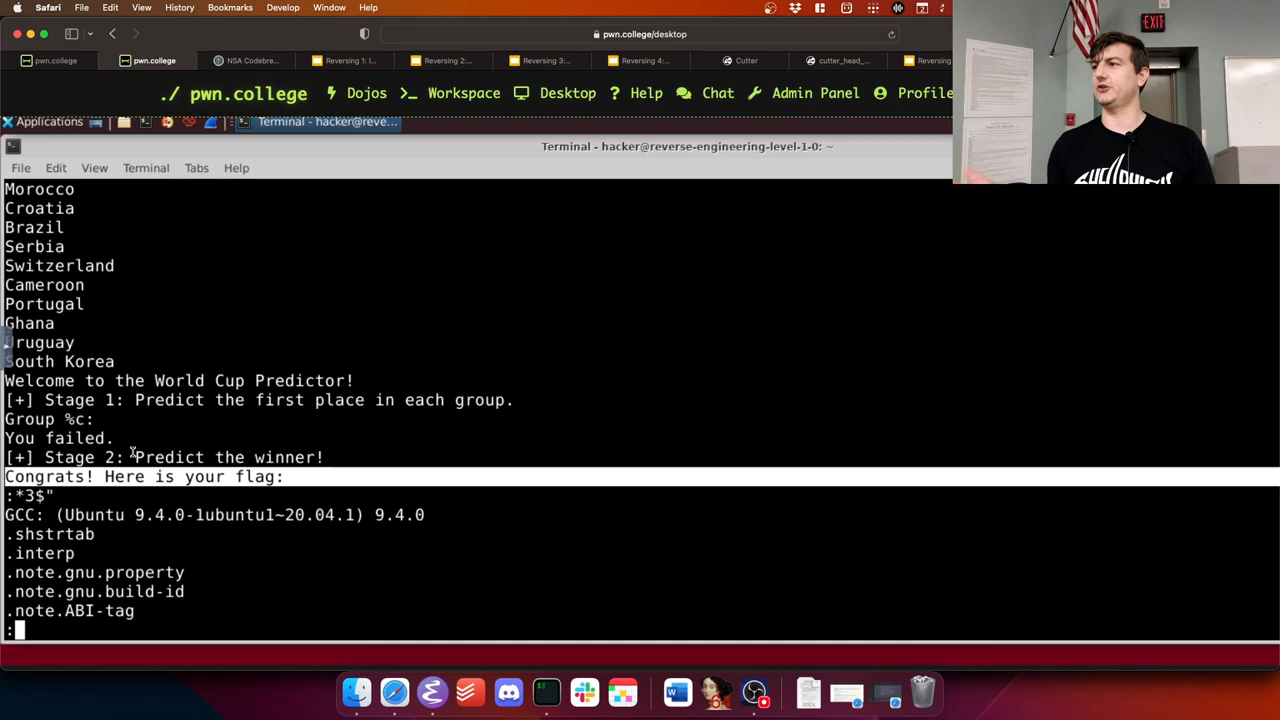 Safari File Edit View History Bookmarks Develop Window Help
pwn.college/desktop
pwn.college pwn.college NSA Codebre... Reversing 1: I... Reversing 2:... Reversing 3:... Reversing 4:... Cutter cutter_head_... Reversing
./ pwn.college Dojos >_ Workspace Desktop ? Help Chat Admin Panel Profile
Applications Terminal - hacker@reve...
Terminal - hacker@reverse-engineering-level-1-0: ~
File Edit View Terminal Tabs Help
Morocco
Croatia
Brazil
Serbia
Switzerland
Cameroon
Portugal
Ghana
Uruguay
South Korea
Welcome to the World Cup Predictor!
[+] Stage 1: Predict the first place in each group.
Group %c:
You failed.
[+] Stage 2: Predict the winner!
Congrats! Here is your flag:
:*3$"
GCC: (Ubuntu 9.4.0-1ubuntu1~20.04.1) 9.4.0
.shstrtab
.interp
.note.gnu.property
.note.gnu.build-id
.note.ABI-tag
:
EXIT